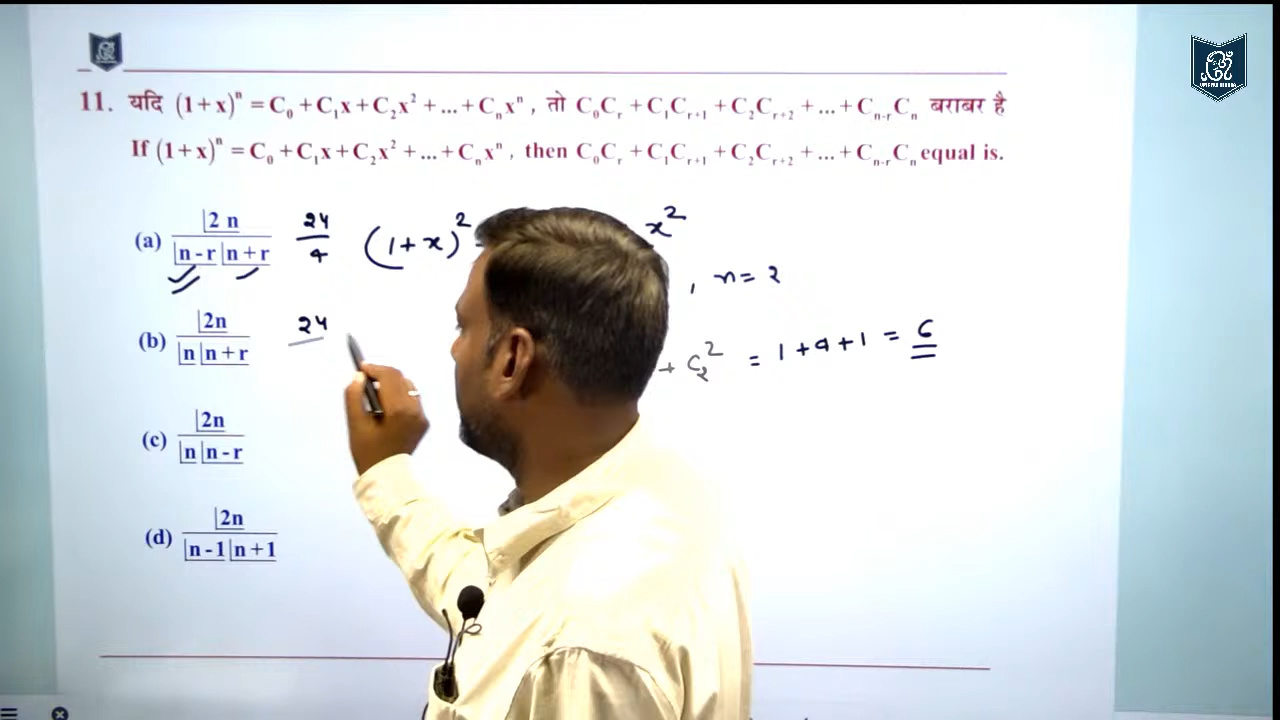 11. यदि (1+x)ⁿ = C₀ + C₁x + C₂x² + ... + Cₙxⁿ, तो C₀Cᵣ + C₁Cᵣ₊₁ + C₂Cᵣ₊₂ + ... + Cₙ₋ᵣCₙ बराबर है
If (1+x)ⁿ = C₀ + C₁x + C₂x² + ... + Cₙxⁿ, then C₀Cᵣ + C₁Cᵣ₊₁ + C₂Cᵣ₊₂ + ... + Cₙ₋ᵣCₙ equal is.
(a) |2 n / |n - r |n + r 24/4 (1+x)² x²
, n = 2
(b) |2n / |n |n + r 24
+ C₂² = 1 + 4 + 1 = 6
(c) |2n / |n |n - r
(d) |2n / |n - 1 |n + 1